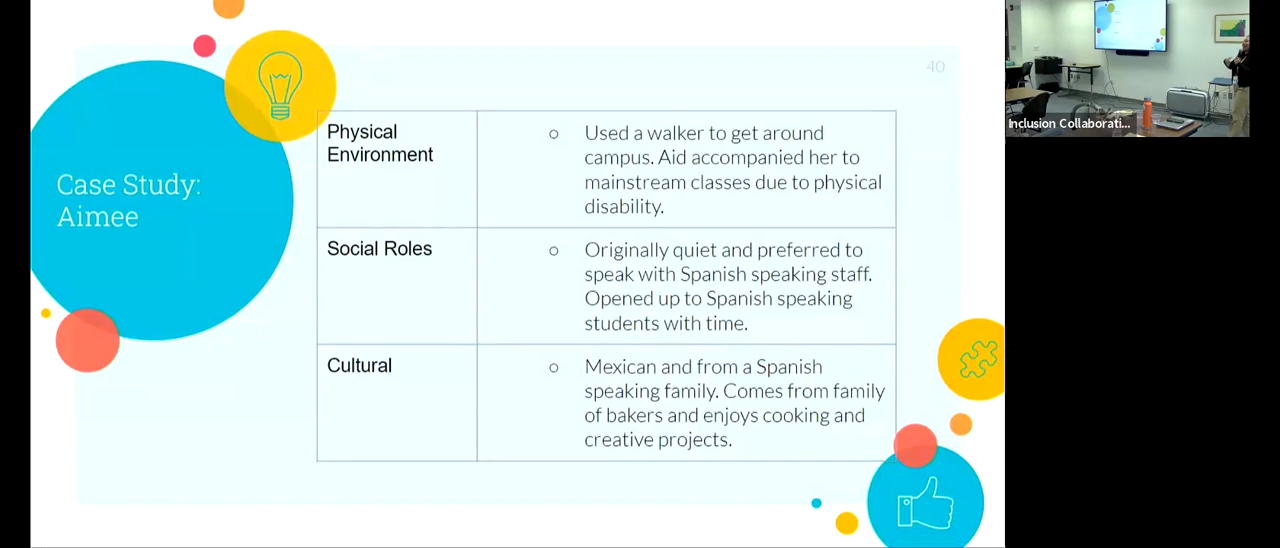 40
Case Study:
Aimee
Physical
Environment
Used a walker to get around
campus. Aid accompanied her to
mainstream classes due to physical
disability.
Social Roles
Originally quiet and preferred to
speak with Spanish speaking staff.
Opened up to Spanish speaking
students with time.
Cultural
Mexican and from a Spanish
speaking family. Comes from family
of bakers and enjoys cooking and
creative projects.
Inclusion Collaborati...